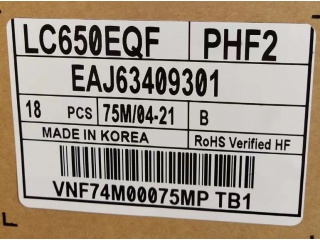 LC650EQF PHF2
EAJ63409301
18 PCS 75M/04-21 B
MADE IN KOREA RoHS Verified HF
VNF74M00075MP TB1